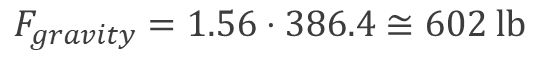 F_gravity = 1.56 · 386.4 ≅ 602 lb